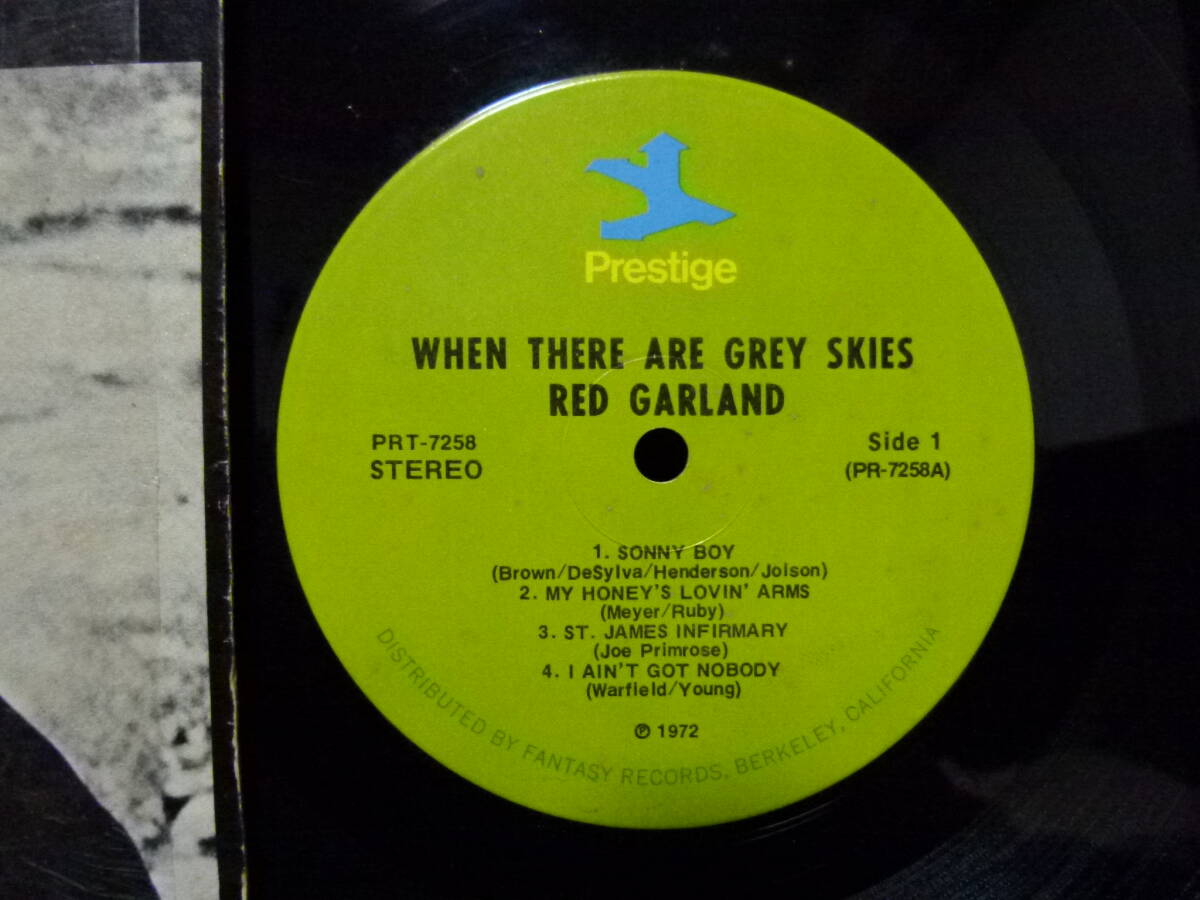 Prestige
WHEN THERE ARE GREY SKIES
RED GARLAND
PRT-7258
STEREO
Side 1
(PR-7258A)
1. SONNY BOY
(Brown/DeSylva/Henderson/Jolson)
2. MY HONEY'S LOVIN' ARMS
(Meyer/Ruby)
3. ST. JAMES INFIRMARY
(Joe Primrose)
4. I AIN'T GOT NOBODY
(Warfield/Young)
℗ 1972
DISTRIBUTED BY FANTASY RECORDS, BERKELEY, CALIFORNIA